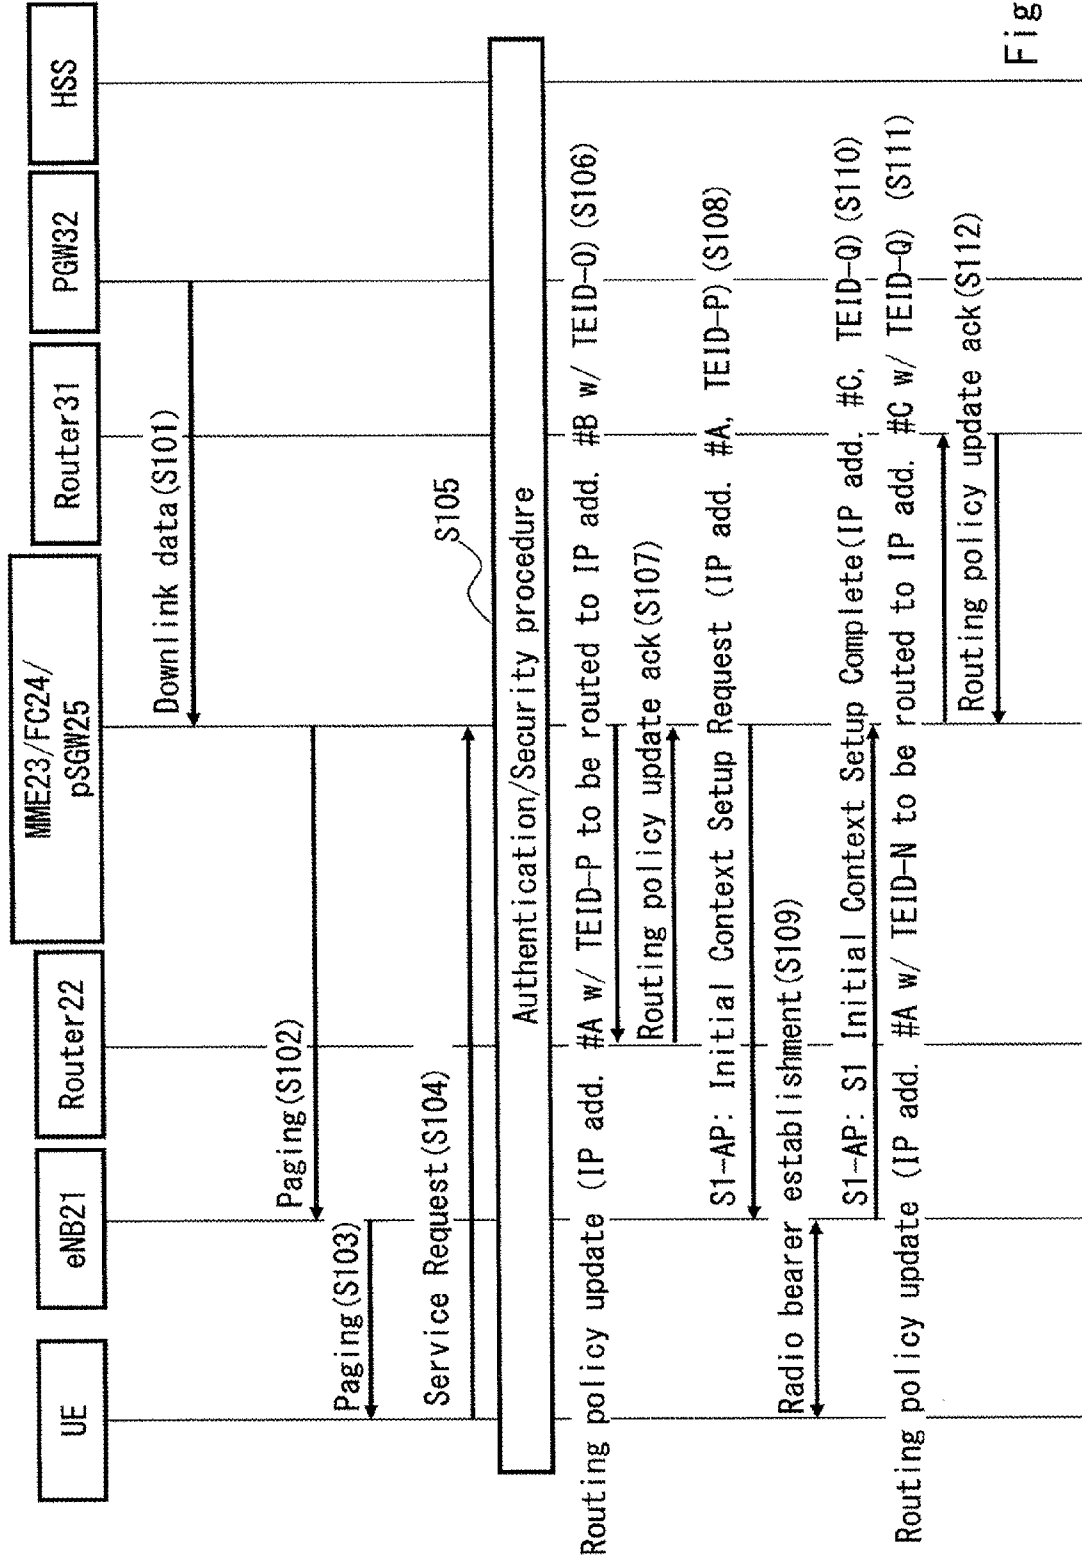 UE
eNB21
Router22
MME23/FC24/
pSGW25
Router31
PGW32
HSS
Downlink data(S101)
Paging(S102)
Paging(S103)
Service Request(S104)
S105
Authentication/Security procedure
Routing policy update (IP add. #A w/ TEID-P to be routed to IP add. #B w/ TEID-O)(S106)
Routing policy update ack(S107)
S1-AP: Initial Context Setup Request (IP add. #A, TEID-P)(S108)
Radio bearer establishment(S109)
S1-AP: S1 Initial Context Setup Complete(IP add. #C, TEID-Q)(S110)
Routing policy update (IP add. #A w/ TEID-N to be routed to IP add. #C w/ TEID-Q) (S111)
Routing policy update ack(S112)
Fig